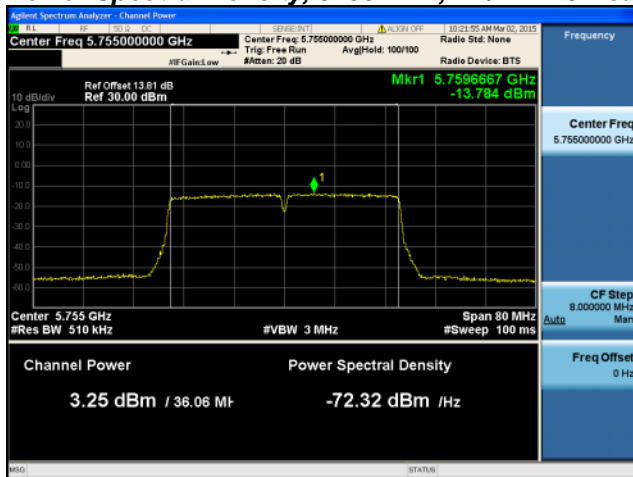 Agilent Spectrum Analyzer - Channel Power
RL RF 50 Ω DC SENSE:INT ALIGN OFF 10:21:55 AM Mar 02, 2015
Center Freq 5.755000000 GHz
Center Freq: 5.755000000 GHz
Radio Std: None
Trig: Free Run Avg|Hold: 100/100
#IFGain:Low
#Atten: 20 dB
Radio Device: BTS
Frequency
Mkr1 5.7596667 GHz
-13.784 dBm
Ref Offset 13.81 dB
10 dB/div Ref 30.00 dBm
Log
20.0
10.0
0.00
-10.0
-20.0
-30.0
-40.0
-50.0
-60.0
1
Center Freq
5.755000000 GHz
Center 5.755 GHz
Span 80 MHz
#Res BW 510 kHz
#VBW 3 MHz
#Sweep 100 ms
CF Step
8.000000 MHz
Auto Man
Channel Power
Power Spectral Density
3.25 dBm / 36.06 MH
-72.32 dBm /Hz
Freq Offset
0 Hz
MSG
STATUS